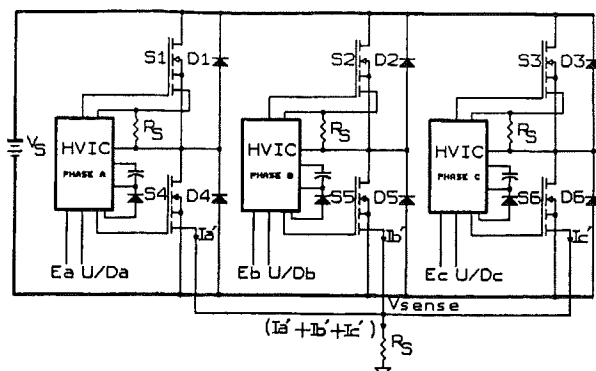 S1 D1 S2 D2 S3 D3
Vs
HVIC
PHASE A
Rs
HVIC
PHASE B
Rs
HVIC
PHASE C
Rs
S4 D4 S5 D5 S6 D6
Ia' Ib' Ic'
Ea U/Da Eb U/Db Ec U/Dc
Vsense
(Ia'+Ib'+Ic')
Rs